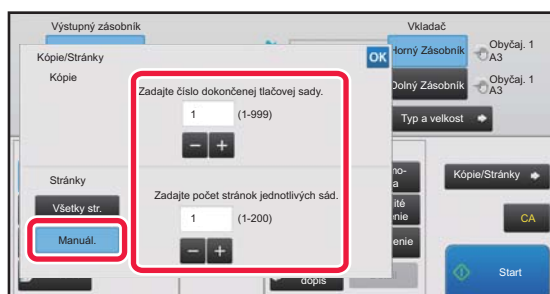 Výstupný zásobník
Vkladač
Kópie/Stránky
OK
Horný Zásobník
Obyčaj. 1
A3
Kópie
Zadajte číslo dokončenej tlačovej sady.
1 (1-999)
Dolný Zásobník
Obyčaj. 1
A3
Typ a velkost
Stránky
Všetky str.
Manuál.
Zadajte počet stránok jednotlivých sád.
1 (1-200)
Kópie/Stránky
CA
dopis
Start